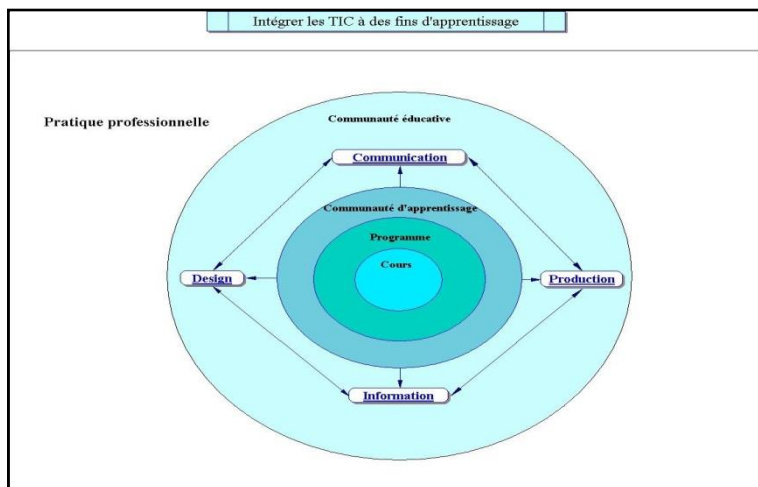 Intégrer les TIC à des fins d'apprentissage
Pratique professionnelle
Communauté éducative
Communication
Communauté d'apprentissage
Programme
Cours
Design
Production
Information